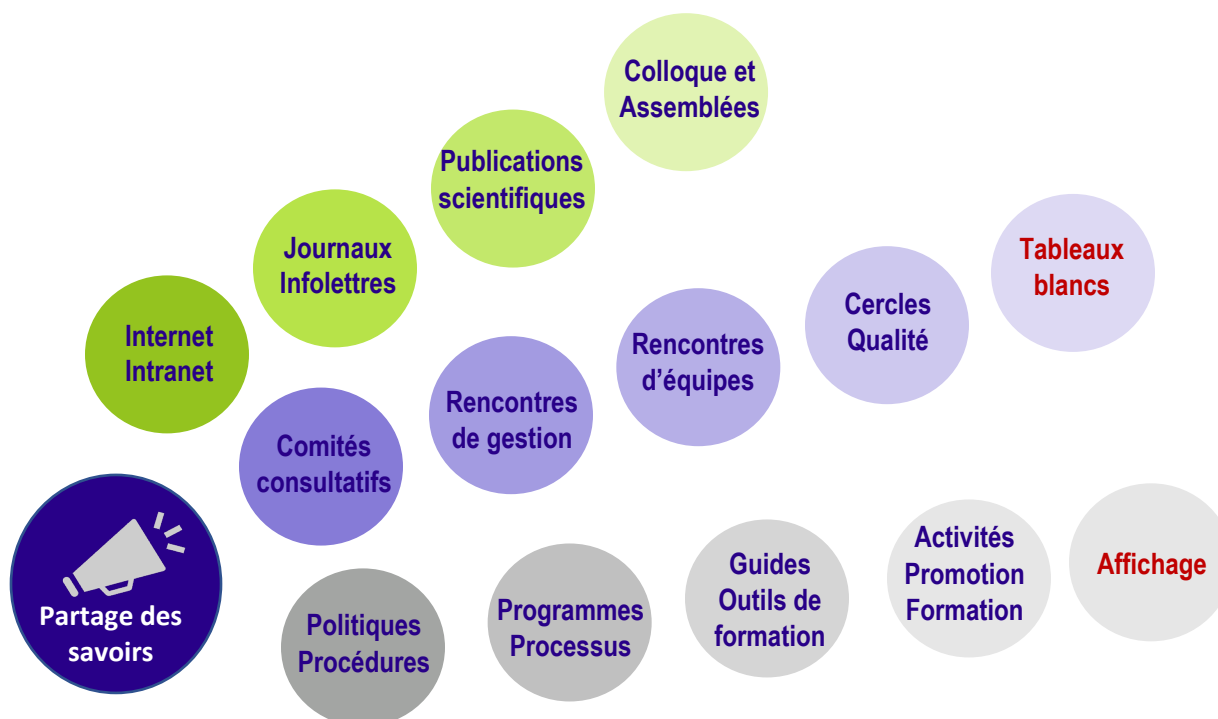 Colloque et
Assemblées
Publications
scientifiques
Journaux
Infolettres
Internet
Intranet
Tableaux
blancs
Cercles
Qualité
Rencontres
d’équipes
Rencontres
de gestion
Comités
consultatifs
Partage des
savoirs
Politiques
Procédures
Programmes
Processus
Guides
Outils de
formation
Activités
Promotion
Formation
Affichage